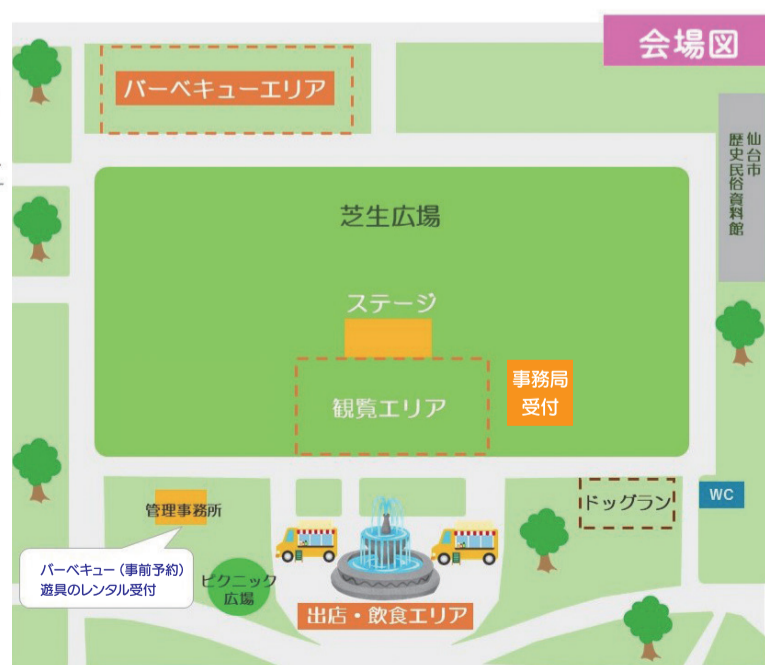 会場図
バーベキューエリア
仙台市
歴史民俗資料館
芝生広場
ステージ
観覧エリア
事務局
受付
管理事務所
バーベキュー（事前予約）
遊具のレンタル受付
ピクニック
広場
出店・飲食エリア
ドッグラン
WC